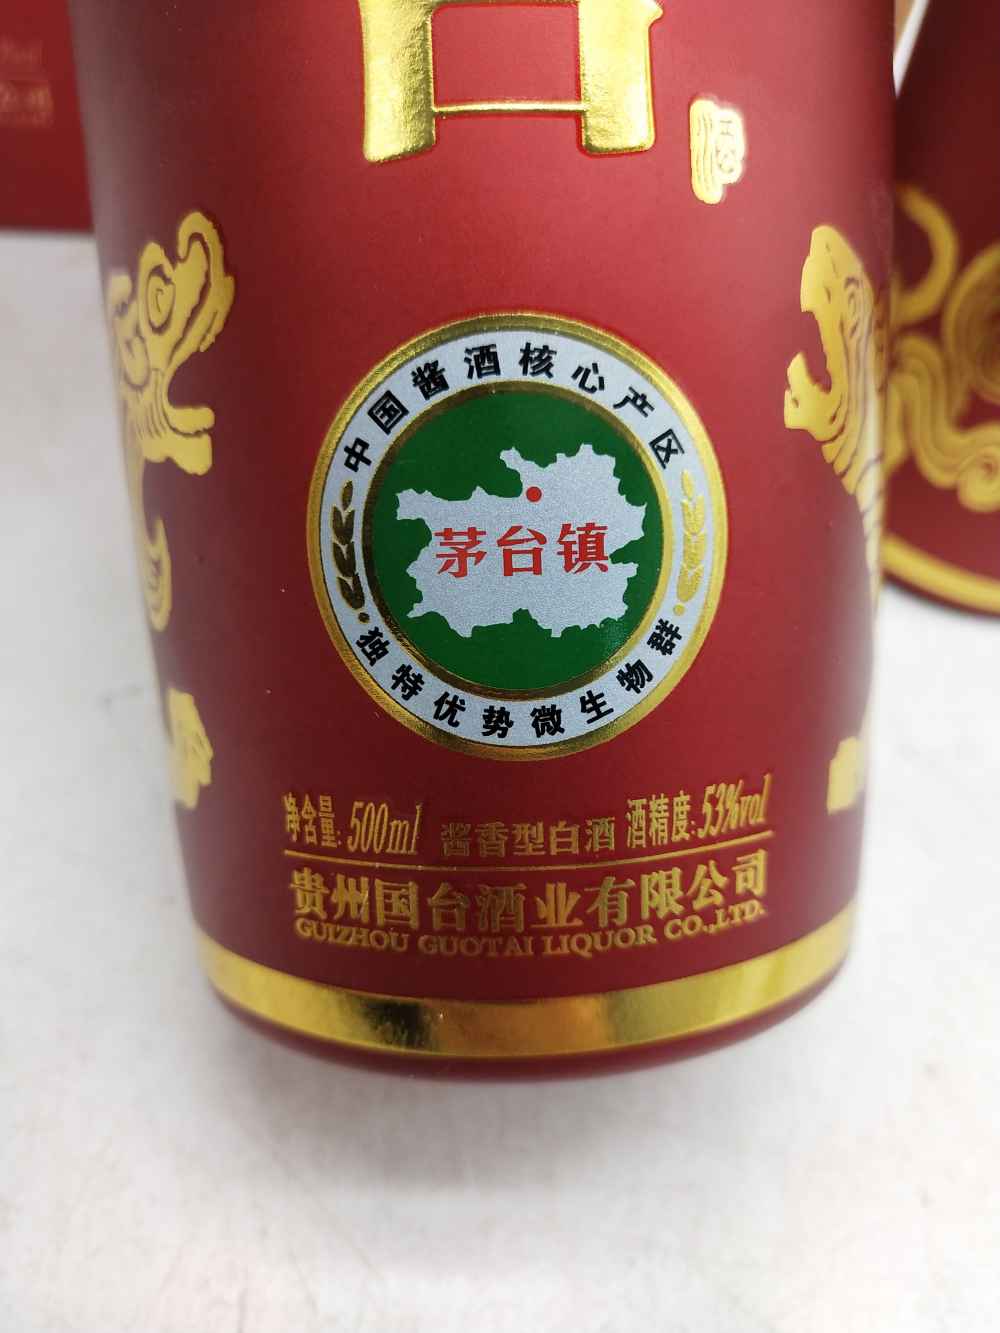 台
酒
中国酱酒核心产区
茅台镇
独特优势微生物群
净含量: 500ml 酱香型白酒 酒精度: 53%vol
贵州国台酒业有限公司
GUIZHOU GUOTAI LIQUOR CO.,LTD.